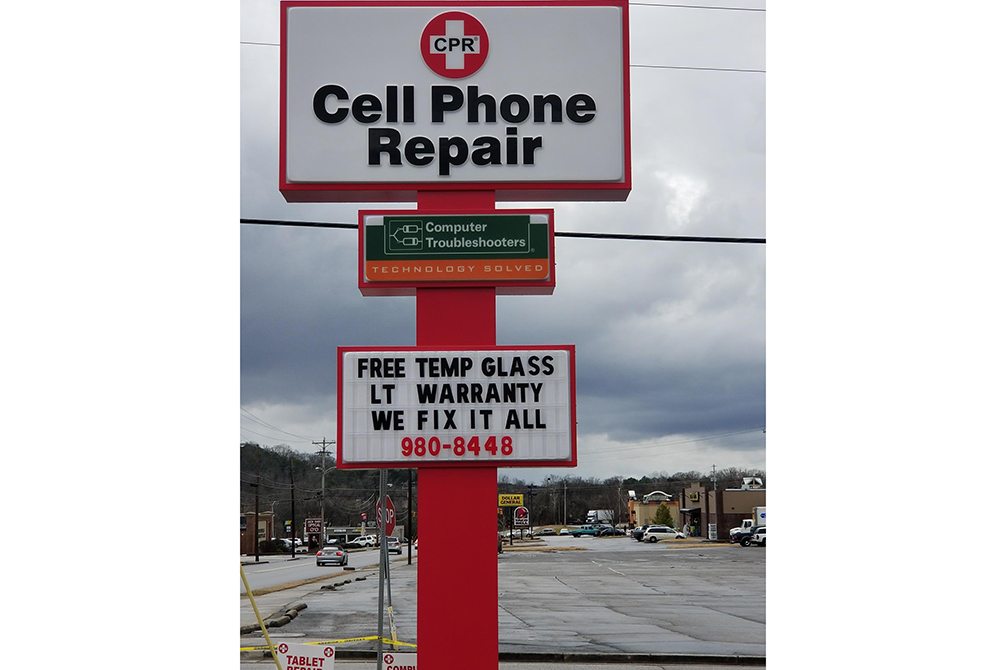 CPR
Cell Phone
Repair
Computer
Troubleshooters
TECHNOLOGY SOLVED
FREE TEMP GLASS
LT WARRANTY
WE FIX IT ALL
980-8448
DOLLAR
GENERAL
TABLET
REPAIR